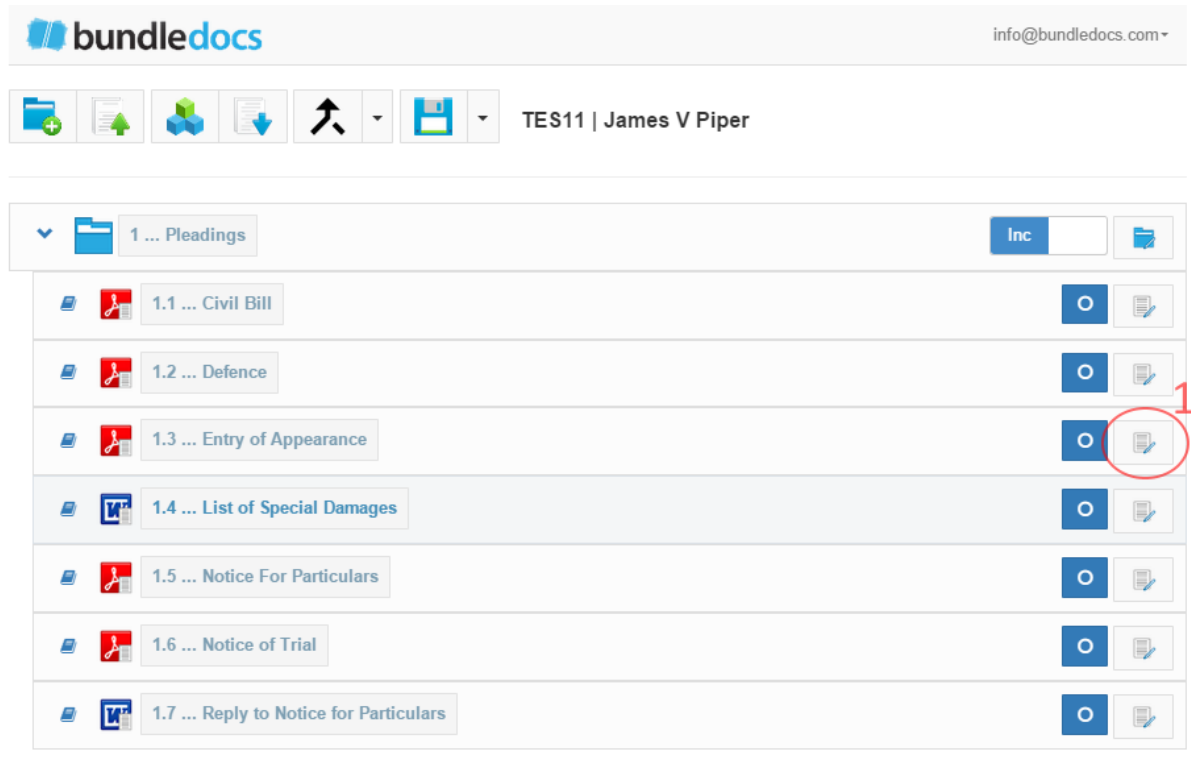 bundledocs
info@bundledocs.com
TES11 | James V Piper
1 ... Pleadings
Inc
1.1 ... Civil Bill
O
1.2 ... Defence
O
1
1.3 ... Entry of Appearance
O
1.4 ... List of Special Damages
O
1.5 ... Notice For Particulars
O
1.6 ... Notice of Trial
O
1.7 ... Reply to Notice for Particulars
O